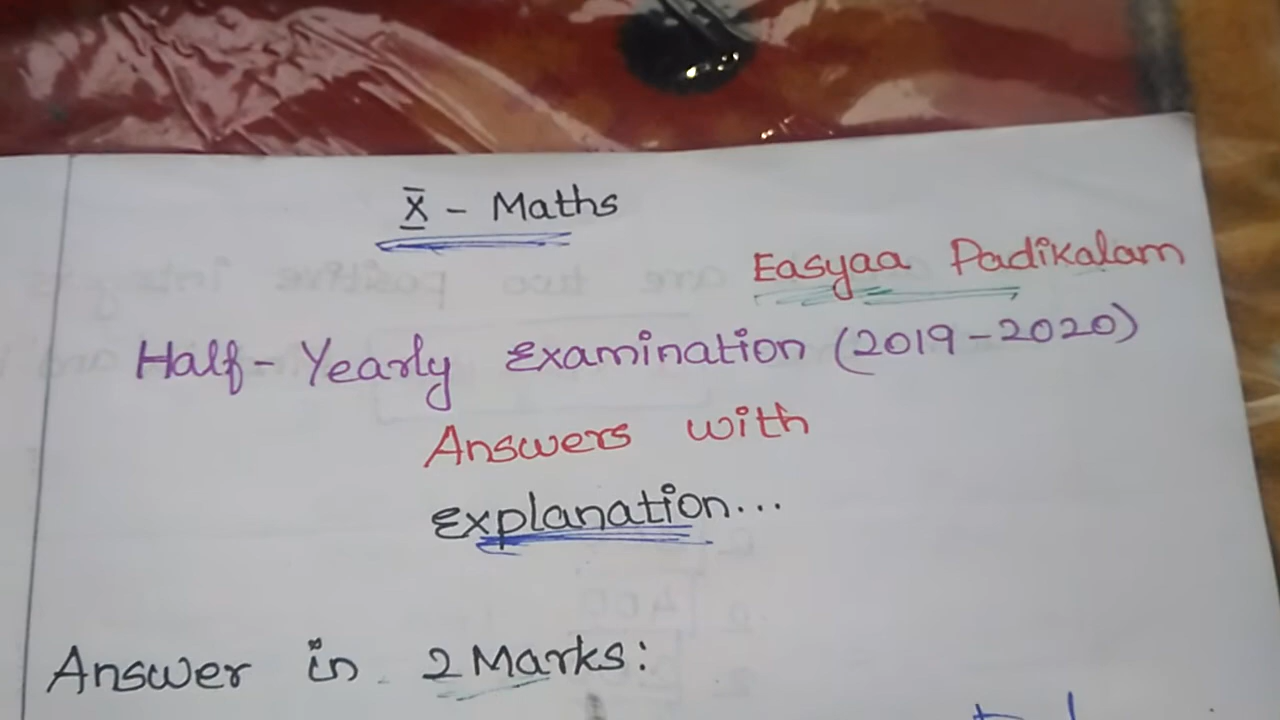 X - Maths
Easyaa Padikalam
Half-Yearly Examination (2019-2020)
Answers with
Explanation...
Answer in 2 Marks: